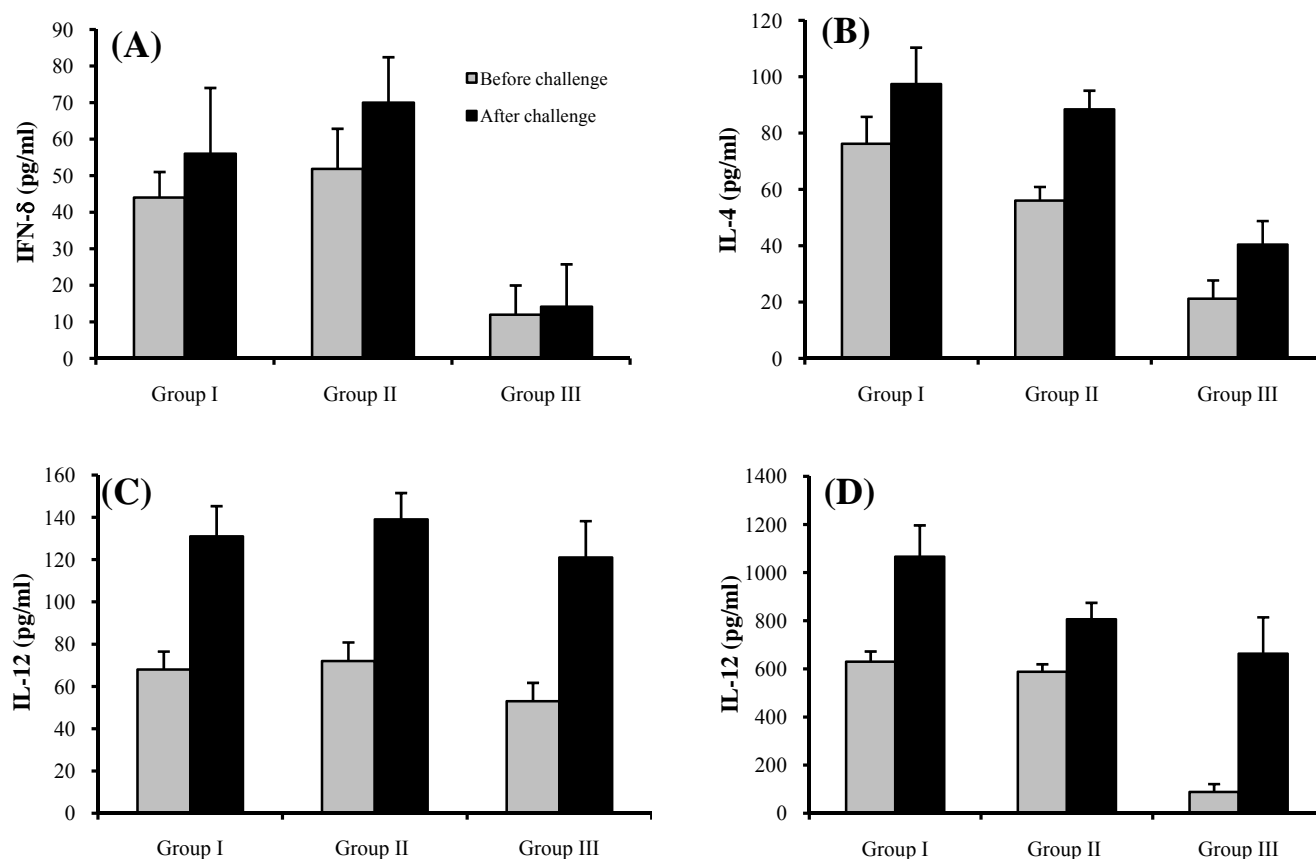 (A)
IFN-δ (pg/ml)
90
80
70
60
50
40
30
20
10
0
Before challenge
After challenge
Group I Group II Group III
(B)
IL-4 (pg/ml)
120
100
80
60
40
20
0
Group I Group II Group III
(C)
IL-12 (pg/ml)
160
140
120
100
80
60
40
20
0
Group I Group II Group III
(D)
IL-12 (pg/ml)
1400
1200
1000
800
600
400
200
0
Group I Group II Group III